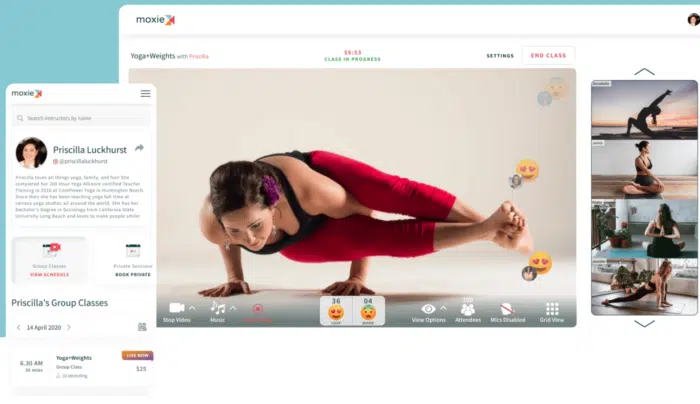 moxie
Yoga+Weights with Priscilla
55:53
CLASS IN PROGRESS
SETTINGS
END CLASS
moxie
Search instructors by name
Priscilla Luckhurst
@priscillaluckhurst
Priscilla loves all things yoga, family, and fun! She
completed her 200 Hour Yoga Alliance certified Teacher
Training in 2016 at CorePower Yoga in Huntington Beach.
Since then she has been teaching yoga full time at
various yoga studios all around the world. She has her
Bachelor's Degree in Sociology from California State
University Long Beach and loves to make people smile
Group Classes
VIEW SCHEDULE
Private Sessions
BOOK PRIVATE
Priscilla's Group Classes
14 April 2020
6.30 AM
30 mins
Yoga+Weights
Group Class
LIVE NOW
$25
Stop Video
Music
36
04
View Options
Attendees
Mics Disabled
Grid View